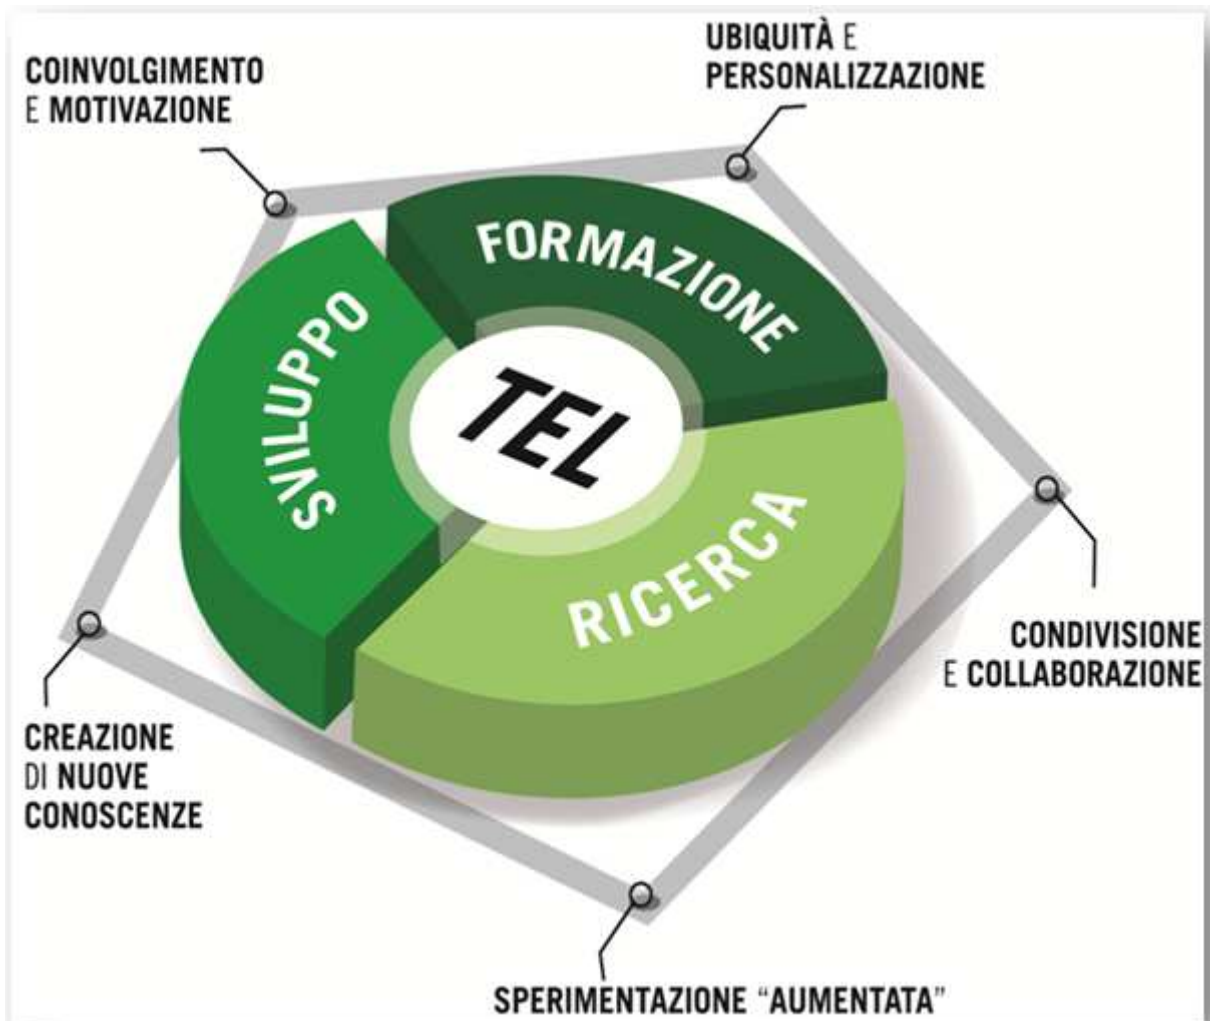 UBIQUITÀ E
PERSONALIZZAZIONE
COINVOLGIMENTO
E MOTIVAZIONE
FORMAZIONE
SVILUPPO
TEL
RICERCA
CONDIVISIONE
E COLLABORAZIONE
CREAZIONE
DI NUOVE
CONOSCENZE
SPERIMENTAZIONE “AUMENTATA”